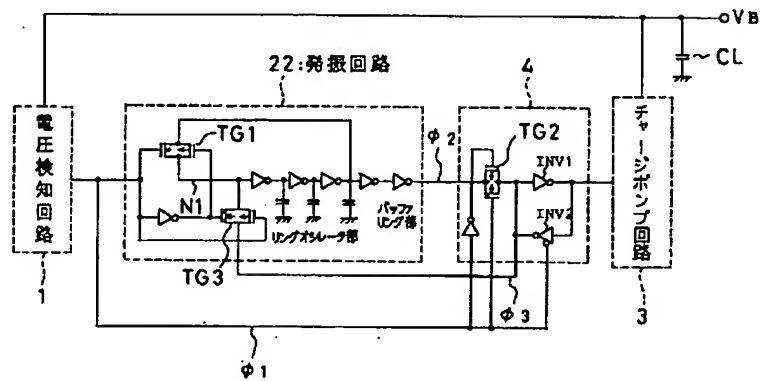 VB
CL
22:発振回路
4
電圧検知回路
TG1
φ2
TG2
INV1
チャージポンプ回路
N1
INV2
バッファリング部
リングオシレータ部
TG3
1
φ3
3
φ1